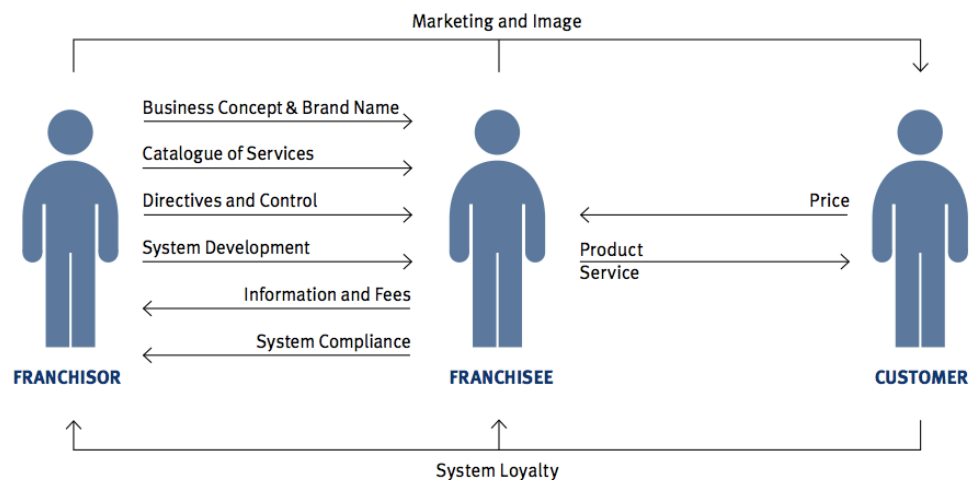 Marketing and Image
Business Concept & Brand Name
Catalogue of Services
Directives and Control
System Development
Information and Fees
System Compliance
Price
Product
Service
FRANCHISOR
FRANCHISEE
CUSTOMER
System Loyalty